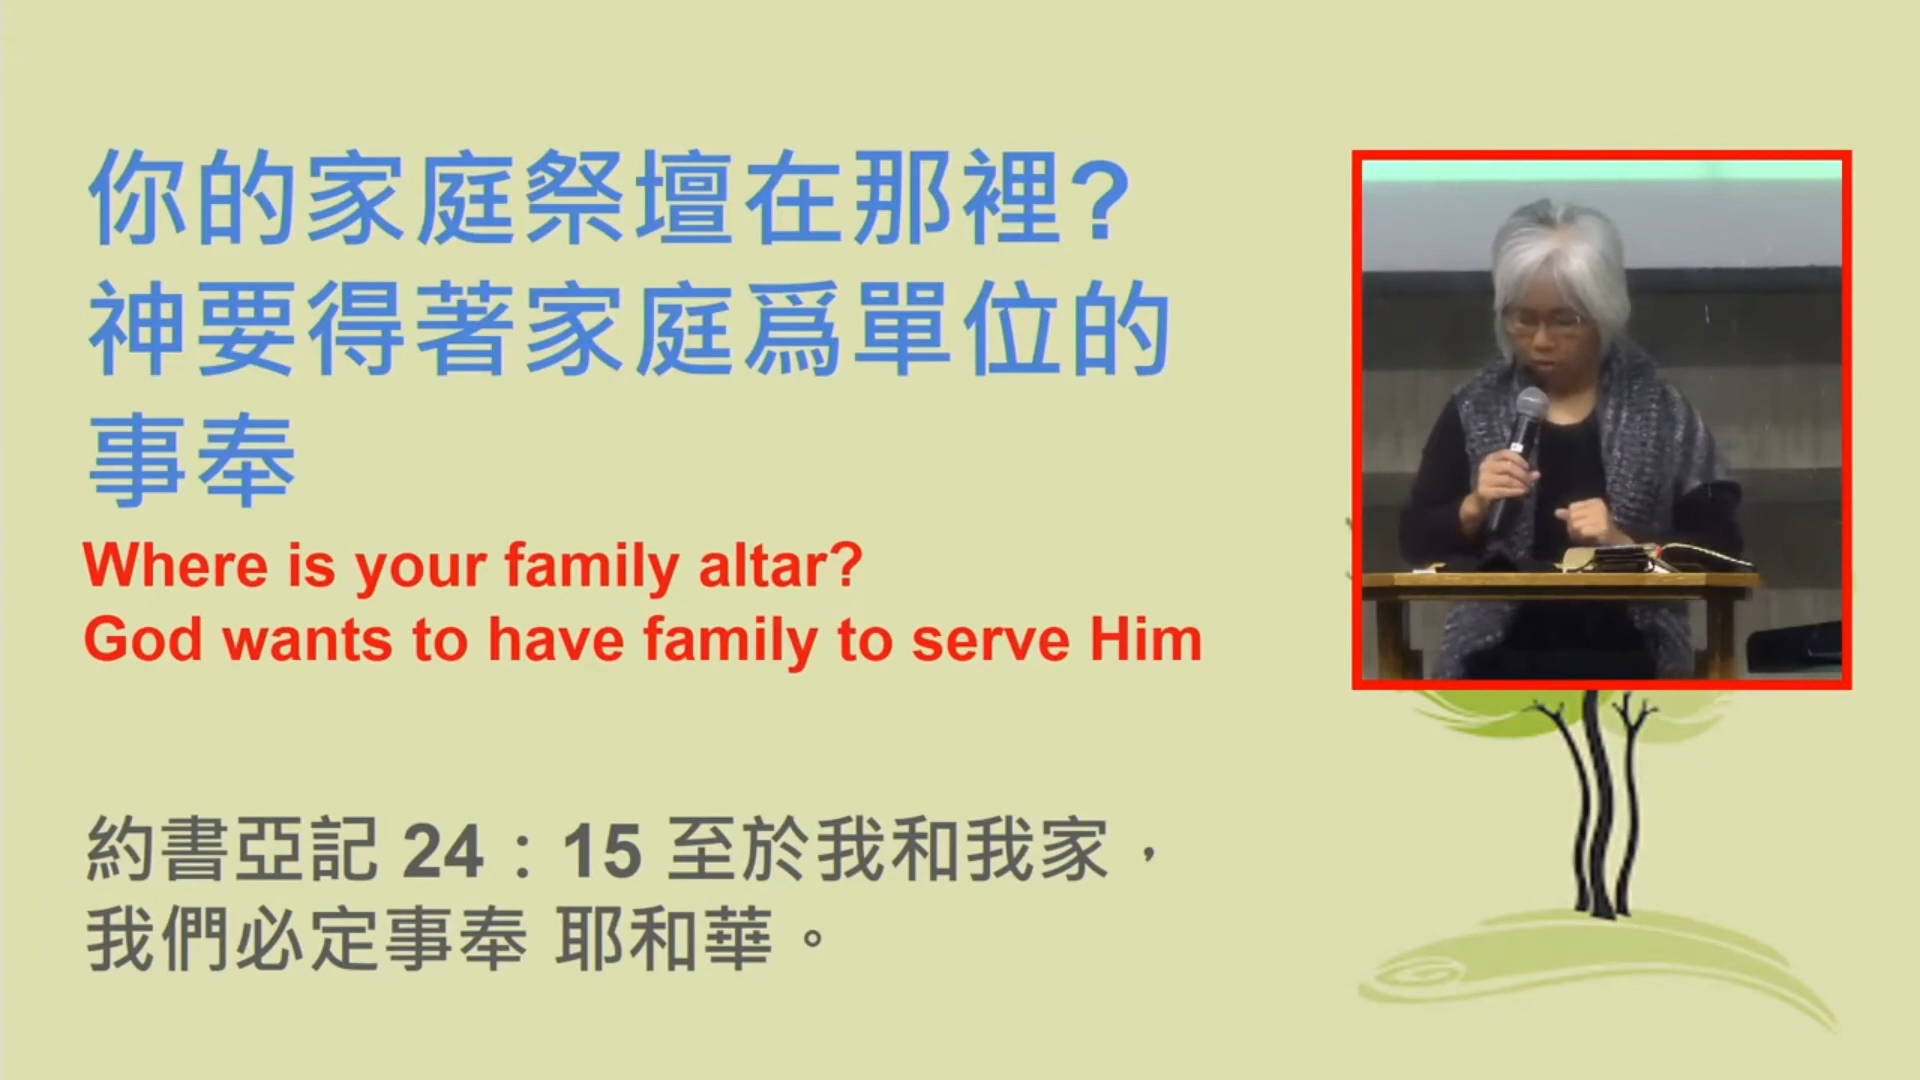 你的家庭祭壇在那裡?
神要得著家庭爲單位的
事奉
Where is your family altar?
God wants to have family to serve Him
約書亞記 24：15 至於我和我家，
我們必定事奉 耶和華。